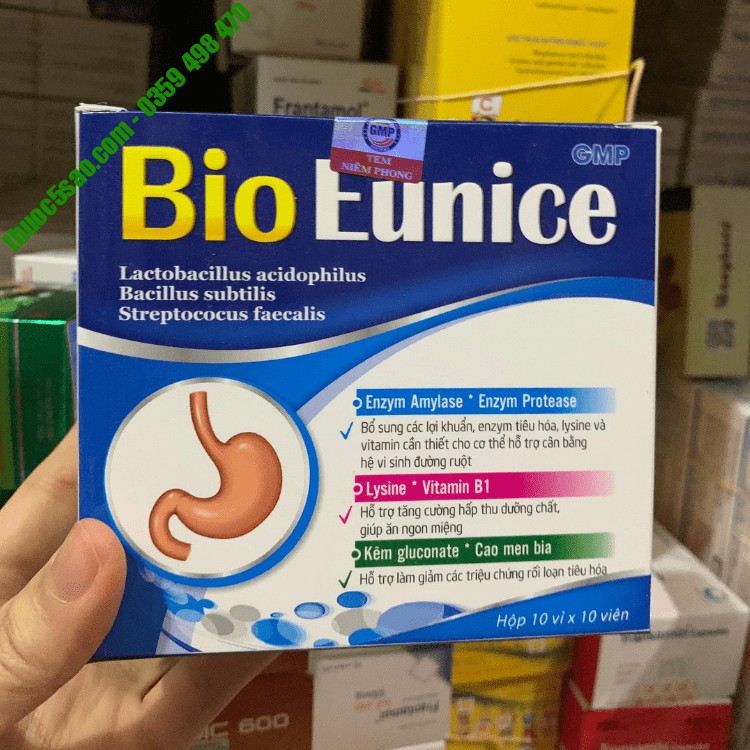 thuoc5sao.com - 0359 498 470
Frantamol
GMP
TEM
NIÊM PHONG
GMP
Bio Eunice
Lactobacillus acidophilus
Bacillus subtilis
Streptococus faecalis
Enzym Amylase * Enzym Protease
Bổ sung các lợi khuẩn, enzym tiêu hóa, lysine và
vitamin cần thiết cho cơ thể hỗ trợ cân bằng
hệ vi sinh đường ruột
Lysine * Vitamin B1
Hỗ trợ tăng cường hấp thu dưỡng chất,
giúp ăn ngon miệng
Kẽm gluconate * Cao men bia
Hỗ trợ làm giảm các triệu chứng rối loạn tiêu hóa
Hộp 10 vỉ x 10 viên
600